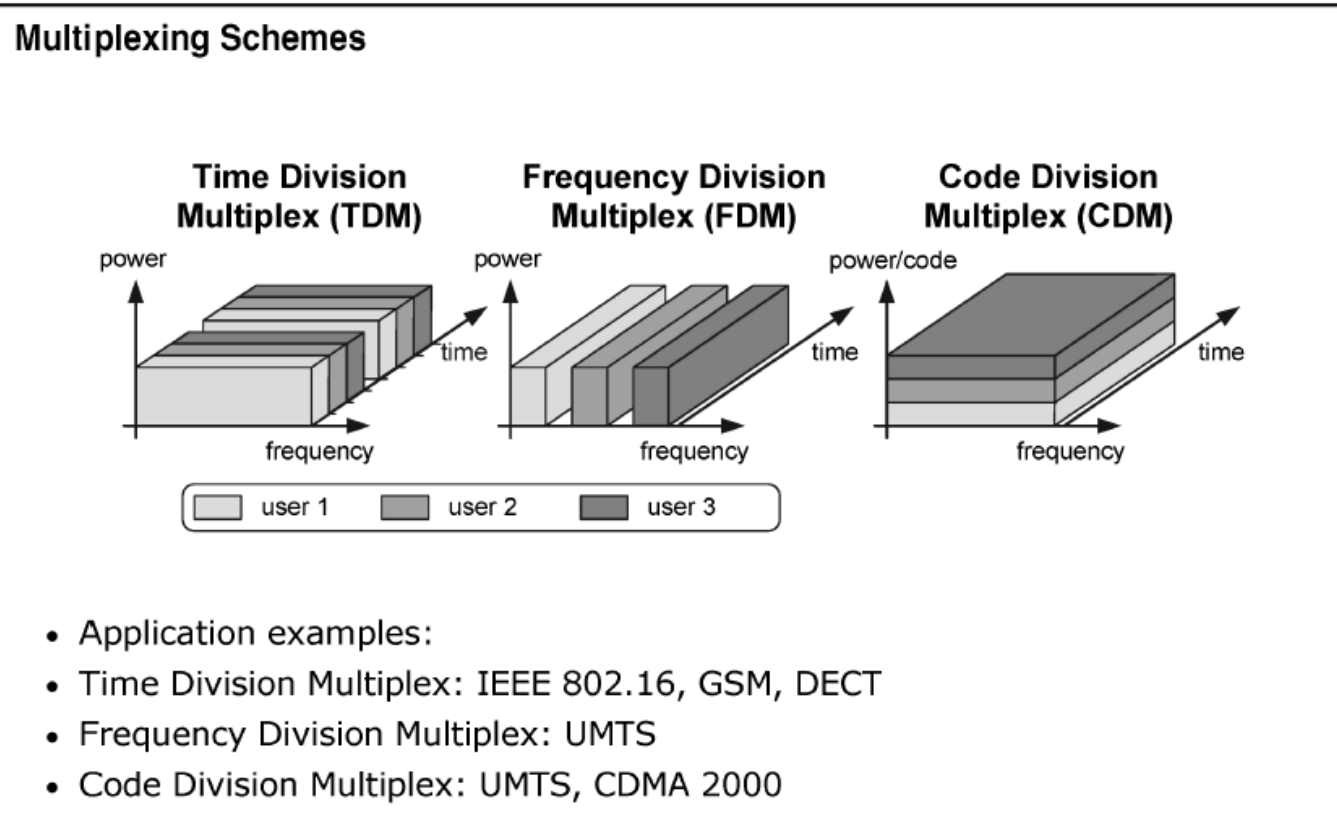 Multiplexing Schemes
Time Division
Multiplex (TDM)
power
time
frequency
Frequency Division
Multiplex (FDM)
power
time
frequency
Code Division
Multiplex (CDM)
power/code
time
frequency
user 1
user 2
user 3
• Application examples:
• Time Division Multiplex: IEEE 802.16, GSM, DECT
• Frequency Division Multiplex: UMTS
• Code Division Multiplex: UMTS, CDMA 2000